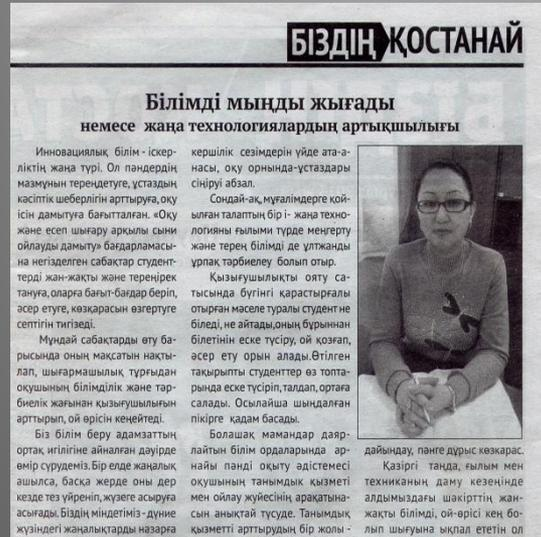 БІЗДІҢ ҚОСТАНАЙ
Білімді мыңды жығады
немесе жаңа технологиялардың артықшылығы
Инновациялық білім - іскер-
ліктің жаңа түрі. Ол пәндердің
мазмұнын тереңдетуге, ұстаздың
кәсіптік шеберлігін арттыруға, оқу
ісін дамытуға бағытталған. «Оқу
және есеп шығару арқылы сыни
ойлауды дамыту» бағдарламасы-
на негізделген сабақтар студент-
терді жан-жақты және тереңірек
тануға,оларға бағыт-бағдар беріп,
әсер етуге, көзқарасын өзгертуге
септігін тигізеді.
Мұндай сабақтарды өту ба-
рысында оның мақсатын нақты-
лап, шығармашылық тұрғыдан
оқушының білімділік және тәр-
биелік жағынан қызығушылығын
арттырып, ой өрісін кеңейтеді.
Біз білім беру адамзаттың
ортақ игілігіне айналған дәуірде
өмір сүрудеміз. Бір елде жаңалық
ашылса, басқа жерде оны дер
кезде тез үйреніп, жүзеге асыруға
асығады. Біздің міндетіміз - дүние
жүзіндегі жаңалықтарды назарға
кершілік сезімдерін үйде ата-а-
насы, оқу орнында-ұстаздары
сіңіруі абзал.
Сондай-ақ, мұғалімдерге қой-
ылған талаптың бір і- жаңа техно-
логияны ғылыми түрде меңгерту
және терең білімді де ұлтжанды
ұрпақ тәрбиелеу болып отыр.
Қызығушылықты ояту са-
тысында бүгінгі қарастырғалы
отырған мәселе туралы студент не
біледі, не айтады,оның бұрыннан
білетінін еске түсіру, ой қозғап,
әсер ету орын алады.Өтілген
тақырыпты студенттер өз топта-
рында еске түсіріп, талдап, ортаға
салады. Осылайша шыңдалған
пікірге қадам басады.
Болашақ мамандар даяр-
лайтын білім ордаларында ар-
найы пәнді оқыту әдістемесі
оқушының танымдық қызметі
мен ойлау жүйесінің арақатына-
сын анықтай түсуде. Танымдық
қызметті арттырудың бір жолы -
дайындау, пәнге дұрыс көзқарас.
Қазіргі таңда, ғылым мен
техниканың даму кезеңінде
алдымыздағы шәкірттің жан-
жақты білімді, ой-өрісі кең бо-
лып шығуына ықпал ететін ол